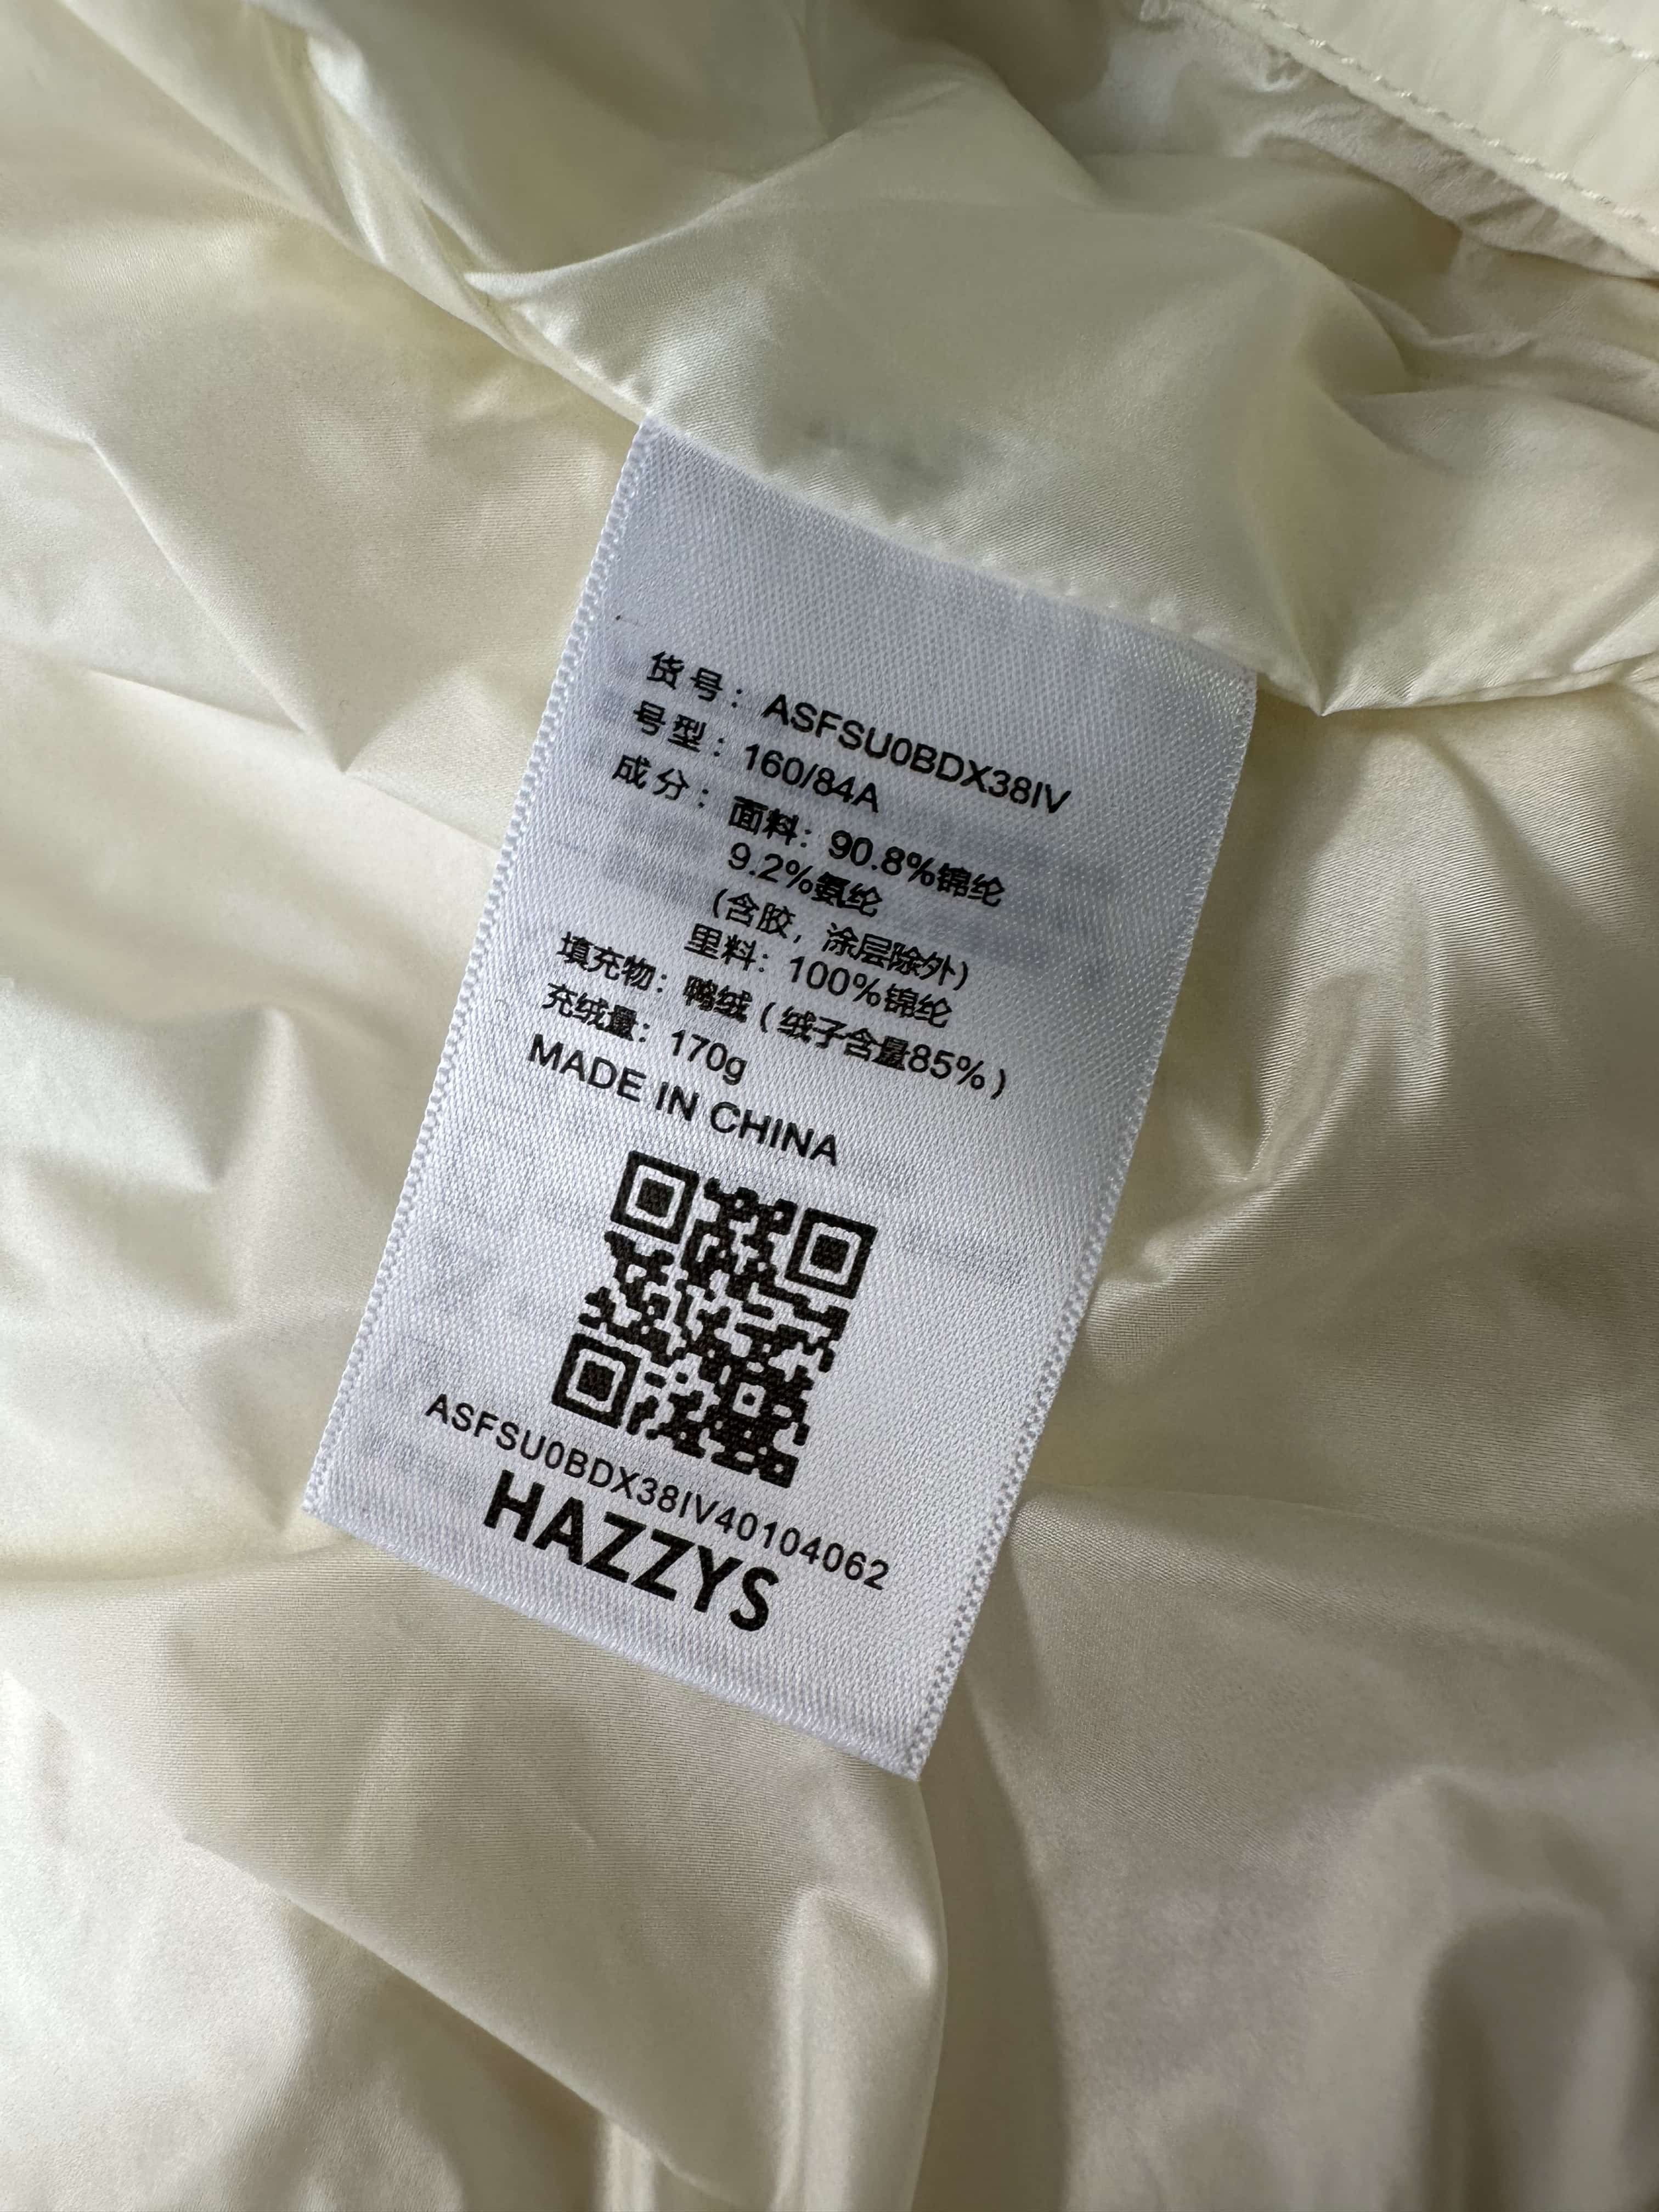 货号：ASFSU0BDX38IV
号型：160/84A
成分：面料：90.8%锦纶
9.2%氨纶
(含胶，涂层除外)
里料：100%锦纶
填充物：鸭绒（绒子含量85%）
充绒量：170g
MADE IN CHINA
ASFSU0BDX38IV40104062
HAZZYS